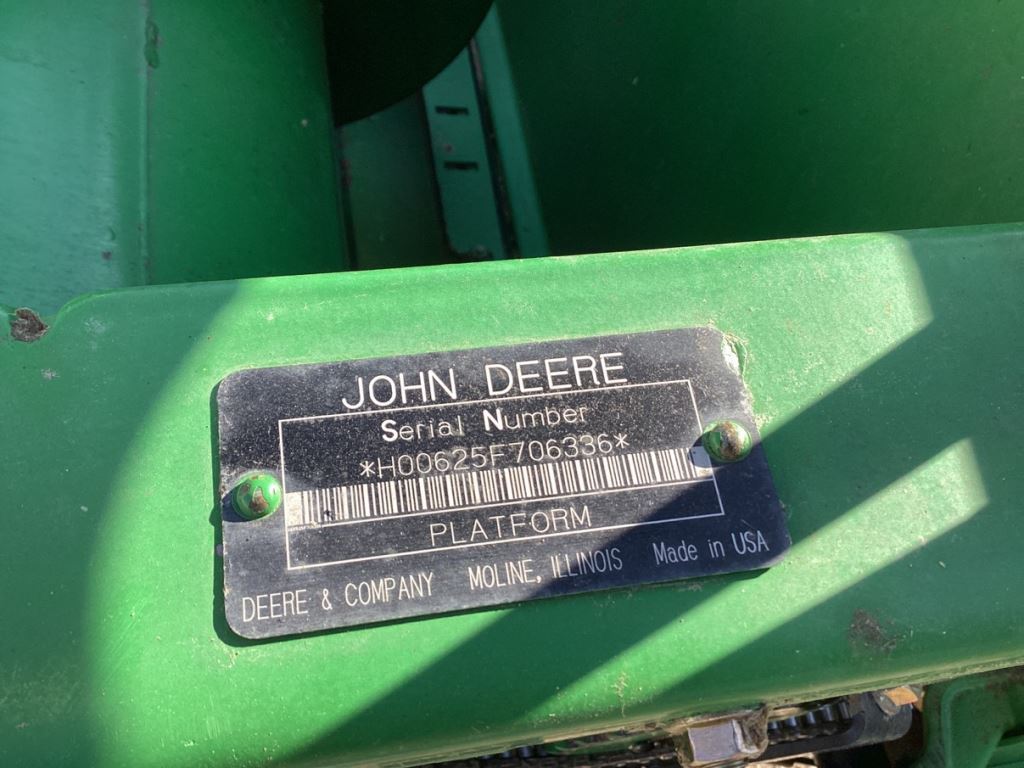 JOHN DEERE
Serial Number
*H00625F706336*
PLATFORM
DEERE & COMPANY MOLINE, ILLINOIS Made in USA